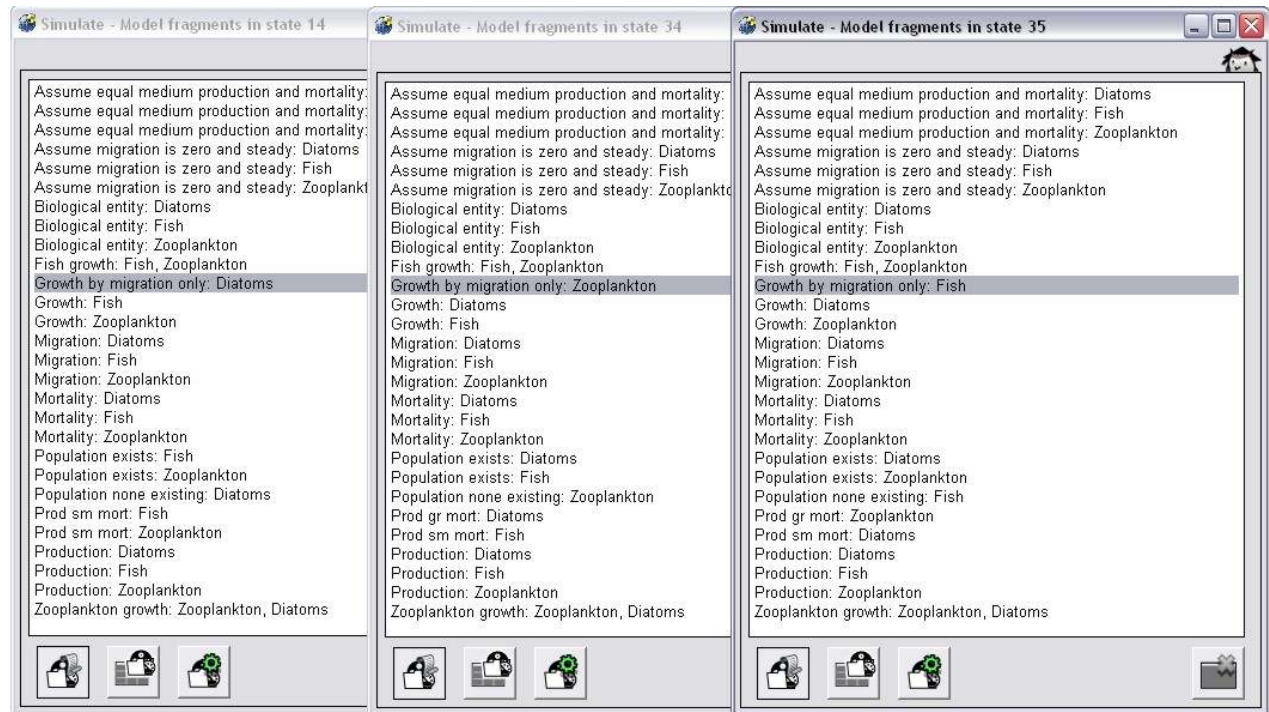 Simulate - Model fragments in state 14
Assume equal medium production and mortality:
Assume equal medium production and mortality:
Assume equal medium production and mortality:
Assume migration is zero and steady: Diatoms
Assume migration is zero and steady: Fish
Assume migration is zero and steady: Zooplankt
Biological entity: Diatoms
Biological entity: Fish
Biological entity: Zooplankton
Fish growth: Fish, Zooplankton
Growth by migration only: Diatoms
Growth: Fish
Growth: Zooplankton
Migration: Diatoms
Migration: Fish
Migration: Zooplankton
Mortality: Diatoms
Mortality: Fish
Mortality: Zooplankton
Population exists: Fish
Population exists: Zooplankton
Population none existing: Diatoms
Prod sm mort: Fish
Prod sm mort: Zooplankton
Production: Diatoms
Production: Fish
Production: Zooplankton
Zooplankton growth: Zooplankton, Diatoms
Simulate - Model fragments in state 34
Assume equal medium production and mortality:
Assume equal medium production and mortality:
Assume equal medium production and mortality:
Assume migration is zero and steady: Diatoms
Assume migration is zero and steady: Fish
Assume migration is zero and steady: Zooplankto
Biological entity: Diatoms
Biological entity: Fish
Biological entity: Zooplankton
Fish growth: Fish, Zooplankton
Growth by migration only: Zooplankton
Growth: Diatoms
Growth: Fish
Migration: Diatoms
Migration: Fish
Migration: Zooplankton
Mortality: Diatoms
Mortality: Fish
Mortality: Zooplankton
Population exists: Diatoms
Population exists: Fish
Population none existing: Zooplankton
Prod gr mort: Diatoms
Prod sm mort: Fish
Production: Diatoms
Production: Fish
Production: Zooplankton
Zooplankton growth: Zooplankton, Diatoms
Simulate - Model fragments in state 35
Assume equal medium production and mortality: Diatoms
Assume equal medium production and mortality: Fish
Assume equal medium production and mortality: Zooplankton
Assume migration is zero and steady: Diatoms
Assume migration is zero and steady: Fish
Assume migration is zero and steady: Zooplankton
Biological entity: Diatoms
Biological entity: Fish
Biological entity: Zooplankton
Fish growth: Fish, Zooplankton
Growth by migration only: Fish
Growth: Diatoms
Growth: Zooplankton
Migration: Diatoms
Migration: Fish
Migration: Zooplankton
Mortality: Diatoms
Mortality: Fish
Mortality: Zooplankton
Population exists: Diatoms
Population exists: Zooplankton
Population none existing: Fish
Prod gr mort: Zooplankton
Prod sm mort: Diatoms
Production: Diatoms
Production: Fish
Production: Zooplankton
Zooplankton growth: Zooplankton, Diatoms